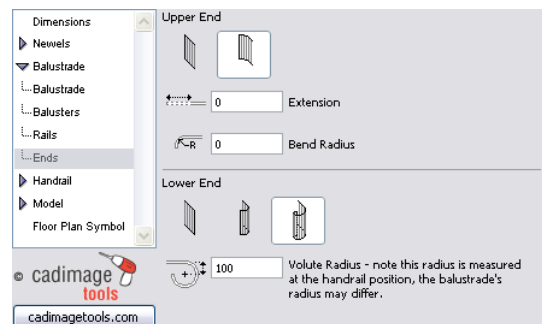 Dimensions
Newels
Balustrade
Balustrade
Balusters
Rails
Ends
Handrail
Model
Floor Plan Symbol
© cadimage
tools
cadimagetools.com
Upper End
0 Extension
R 0 Bend Radius
Lower End
100 Volute Radius - note this radius is measured
at the handrail position, the balustrade's
radius may differ.